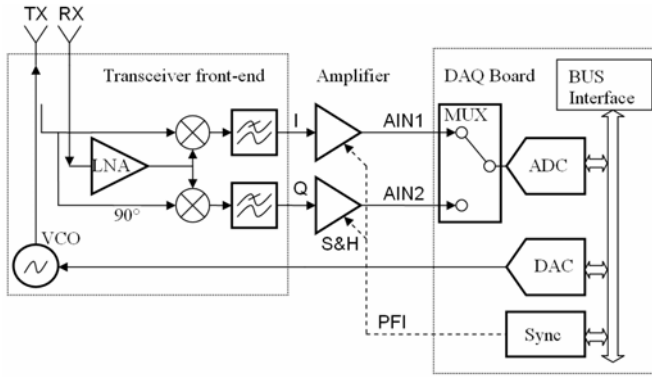 TX RX
Transceiver front-end
Amplifier
DAQ Board
BUS
Interface
I
AIN1
MUX
LNA
ADC
Q
AIN2
90°
S&H
VCO
DAC
PFI
Sync